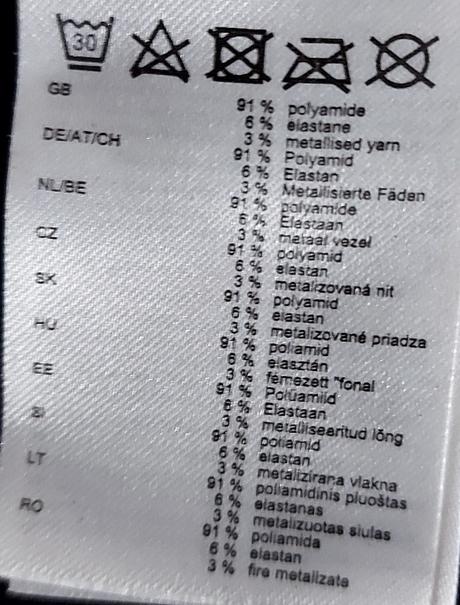 30
GB
91 % polyamide
6 % elastane
3 % metallised yarn
DE/AT/CH
91 % Polyamid
6 % Elastan
3 % Metallisierte Fäden
NL/BE
91 % polyamide
6 % Elastaan
3 % metaal vezel
CZ
91 % polyamid
6 % elastan
3 % metalizovaná nit
SK
91 % polyamid
6 % elastan
3 % metalizované priadza
HU
91 % poliamid
6 % elasztán
3 % fémezett "fonal
EE
91 % Polüamiid
6 % Elastaan
3 % metalliseeritud lõng
SI
91 % poliamid
6 % elastan
3 % metalizirana vlakna
LT
91 % poliamidinis pluoštas
6 % elastanas
3 % metalizuotas siulas
RO
91 % poliamida
6 % elastan
3 % fire metalizate